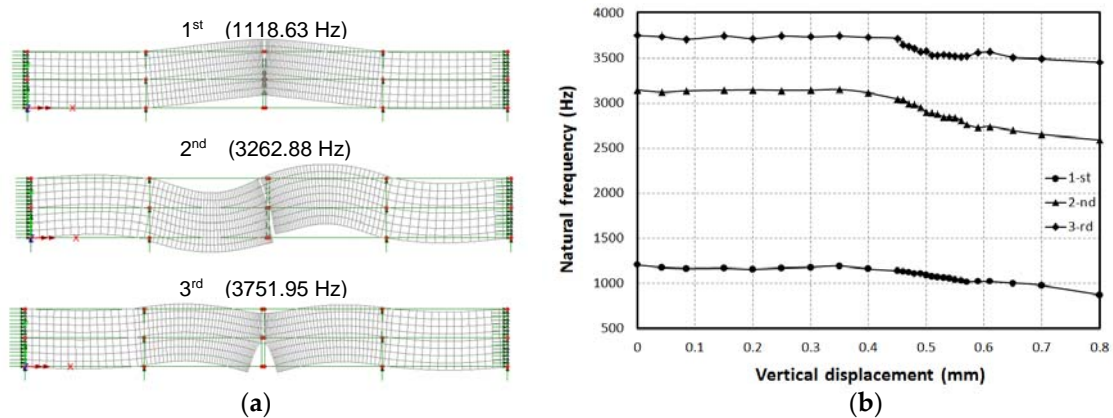 1st (1118.63 Hz)
2nd (3262.88 Hz)
3rd (3751.95 Hz)
X
X
X
(a)
Natural frequency (Hz)
4000
3500
3000
2500
2000
1500
1000
500
0 0.1 0.2 0.3 0.4 0.5 0.6 0.7 0.8
Vertical displacement (mm)
1-st
2-nd
3-rd
(b)